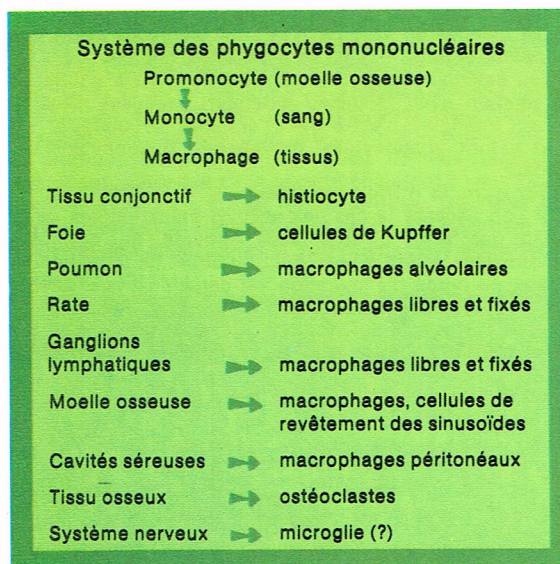 Système des phygocytes mononucléaires
Promonocyte (moelle osseuse)
Monocyte (sang)
Macrophage (tissus)
Tissu conjonctif histiocyte
Foie cellules de Kupffer
Poumon macrophages alvéolaires
Rate macrophages libres et fixés
Ganglions
lymphatiques macrophages libres et fixés
Moelle osseuse macrophages, cellules de
revêtement des sinusoïdes
Cavités séreuses macrophages péritonéaux
Tissu osseux ostéoclastes
Système nerveux microglie (?)